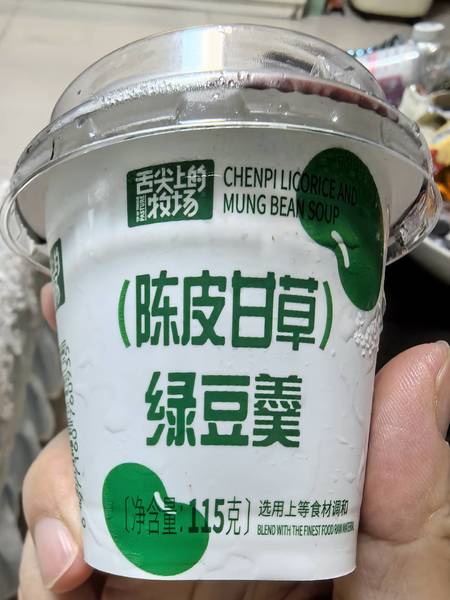 舌尖上的
牧场
CHENPI LICORICE AND
MUNG BEAN SOUP
(陈皮甘草)
绿豆羹
[净含量:115克]
选用上等食材调和
BLEND WITH THE FINEST FOOD RAW MATERIAL